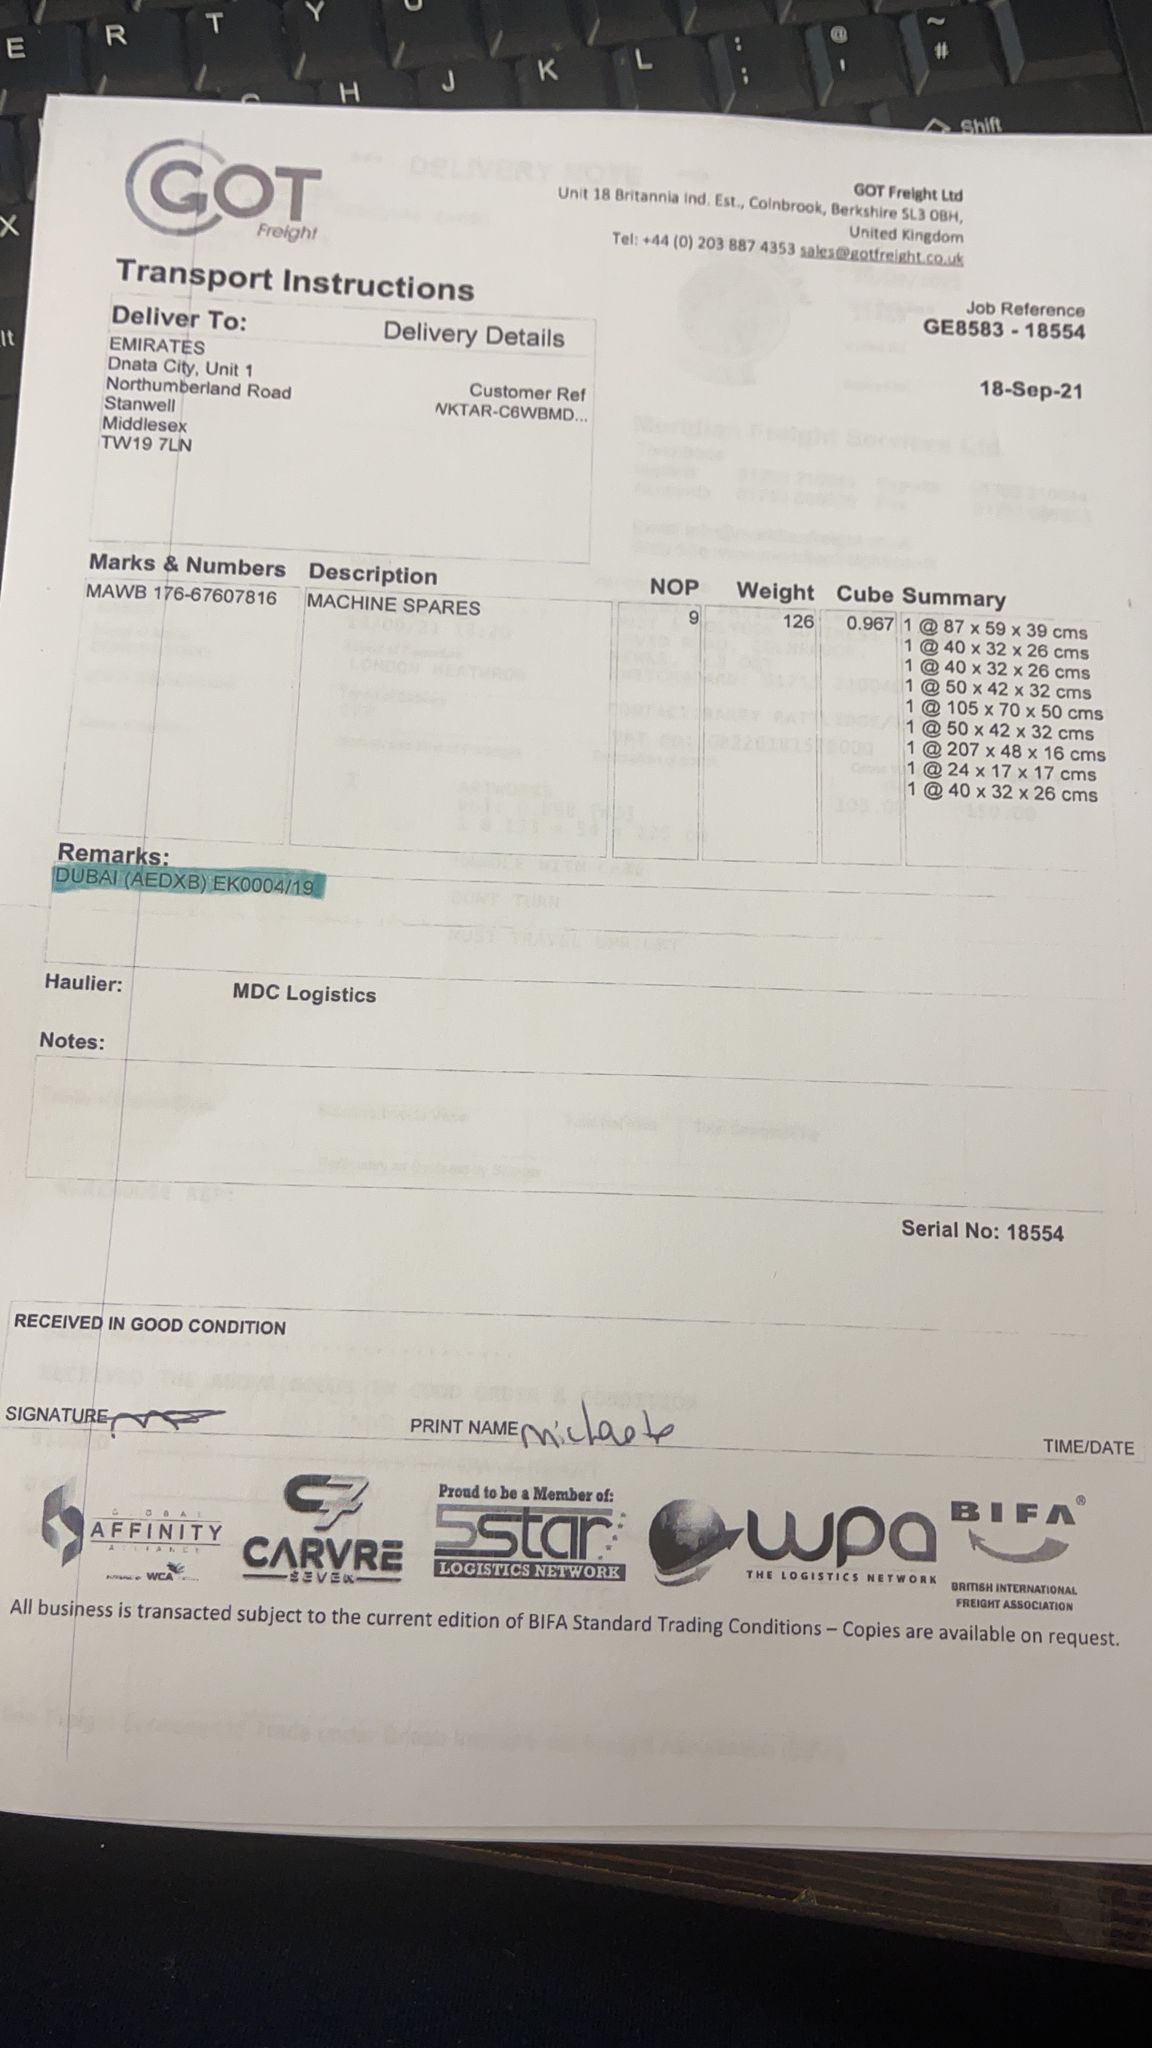 E R T Y
H J K L : ; @ ' ~ #
Shift
X
lt
GOT
Freight
GOT Freight Ltd
Unit 18 Britannia Ind. Est., Colnbrook, Berkshire SL3 0BH,
United Kingdom
Tel: +44 (0) 203 887 4353 sales@gotfreight.co.uk
Transport Instructions
Job Reference
GE8583 - 18554
18-Sep-21
Deliver To: Delivery Details
EMIRATES
Dnata City, Unit 1
Northumberland Road
Stanwell
Middlesex
TW19 7LN
Customer Ref
NKTAR-C6WBMD...
Marks & Numbers Description NOP Weight Cube Summary
MAWB 176-67607816 MACHINE SPARES 9 126 0.967 1 @ 87 x 59 x 39 cms
1 @ 40 x 32 x 26 cms
1 @ 40 x 32 x 26 cms
1 @ 50 x 42 x 32 cms
1 @ 105 x 70 x 50 cms
1 @ 50 x 42 x 32 cms
1 @ 207 x 48 x 16 cms
1 @ 24 x 17 x 17 cms
1 @ 40 x 32 x 26 cms
Remarks:
DUBAI (AEDXB) EK0004/19
Haulier: MDC Logistics
Notes:
Serial No: 18554
RECEIVED IN GOOD CONDITION
SIGNATURE PRINT NAME TIME/DATE
GLOBAL
AFFINITY
ALLIANCE
WCA
CARVRE
SEVEN
Proud to be a Member of:
5star
LOGISTICS NETWORK
wpa
THE LOGISTICS NETWORK
BIFA®
BRITISH INTERNATIONAL
FREIGHT ASSOCIATION
All business is transacted subject to the current edition of BIFA Standard Trading Conditions – Copies are available on request.